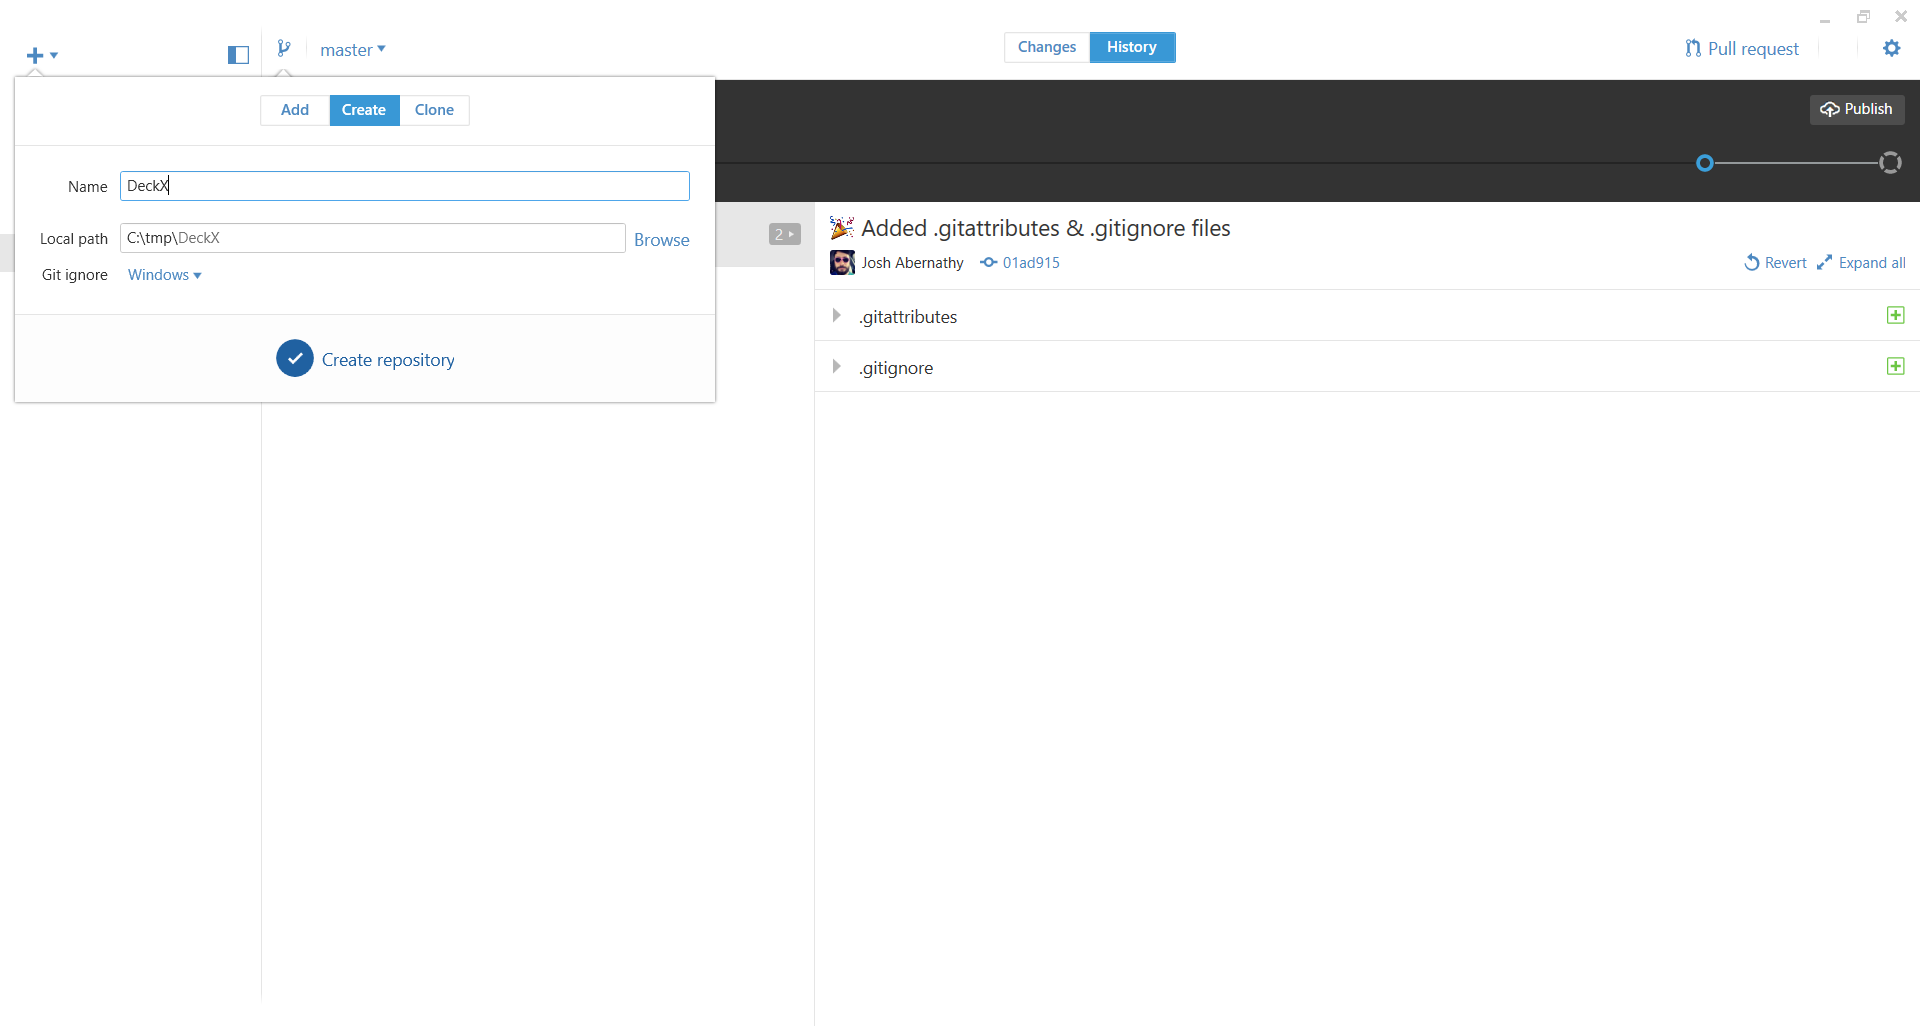 master
Changes
History
Pull request
Add
Create
Clone
Publish
Name
DeckX
Local path
C:\tmp\DeckX
Browse
Git ignore
Windows
Create repository
2
Added .gitattributes & .gitignore files
Josh Abernathy
01ad915
Revert
Expand all
.gitattributes
.gitignore